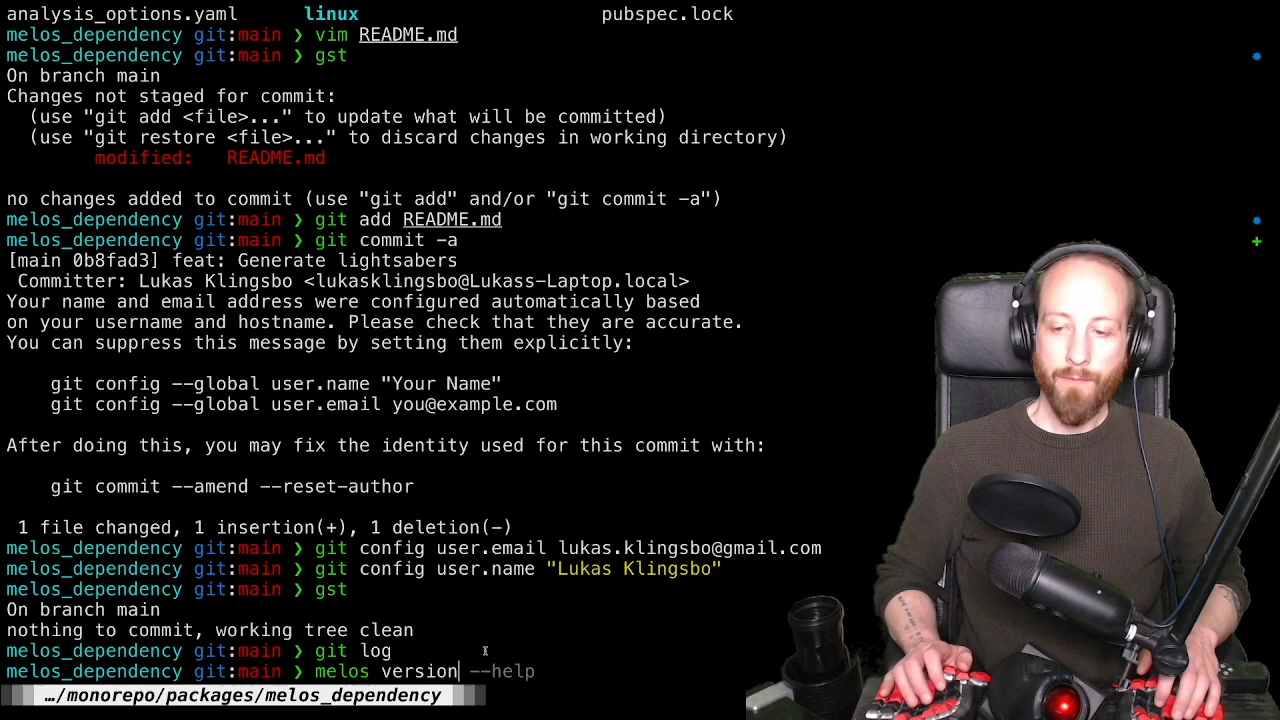 analysis_options.yaml linux pubspec.lock
melos_dependency git:main ❯ vim README.md
melos_dependency git:main ❯ gst
On branch main
Changes not staged for commit:
  (use "git add <file>..." to update what will be committed)
  (use "git restore <file>..." to discard changes in working directory)
        modified:   README.md
no changes added to commit (use "git add" and/or "git commit -a")
melos_dependency git:main ❯ git add README.md
melos_dependency git:main ❯ git commit -a
[main 0b8fad3] feat: Generate lightsabers
 Committer: Lukas Klingsbo <lukasklingsbo@Lukass-Laptop.local>
Your name and email address were configured automatically based
on your username and hostname. Please check that they are accurate.
You can suppress this message by setting them explicitly:
    git config --global user.name "Your Name"
    git config --global user.email you@example.com
After doing this, you may fix the identity used for this commit with:
    git commit --amend --reset-author
 1 file changed, 1 insertion(+), 1 deletion(-)
melos_dependency git:main ❯ git config user.email lukas.klingsbo@gmail.com
melos_dependency git:main ❯ git config user.name "Lukas Klingsbo"
melos_dependency git:main ❯ gst
On branch main
nothing to commit, working tree clean
melos_dependency git:main ❯ git log
melos_dependency git:main ❯ melos version --help
…/monorepo/packages/melos_dependency